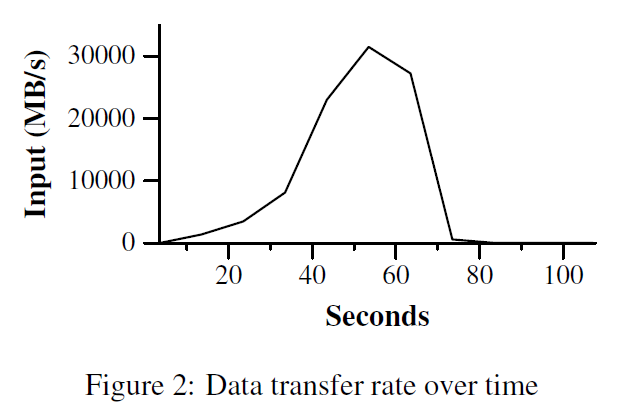 Input (MB/s)
30000
20000
10000
0
20 40 60 80 100
Seconds
Figure 2: Data transfer rate over time